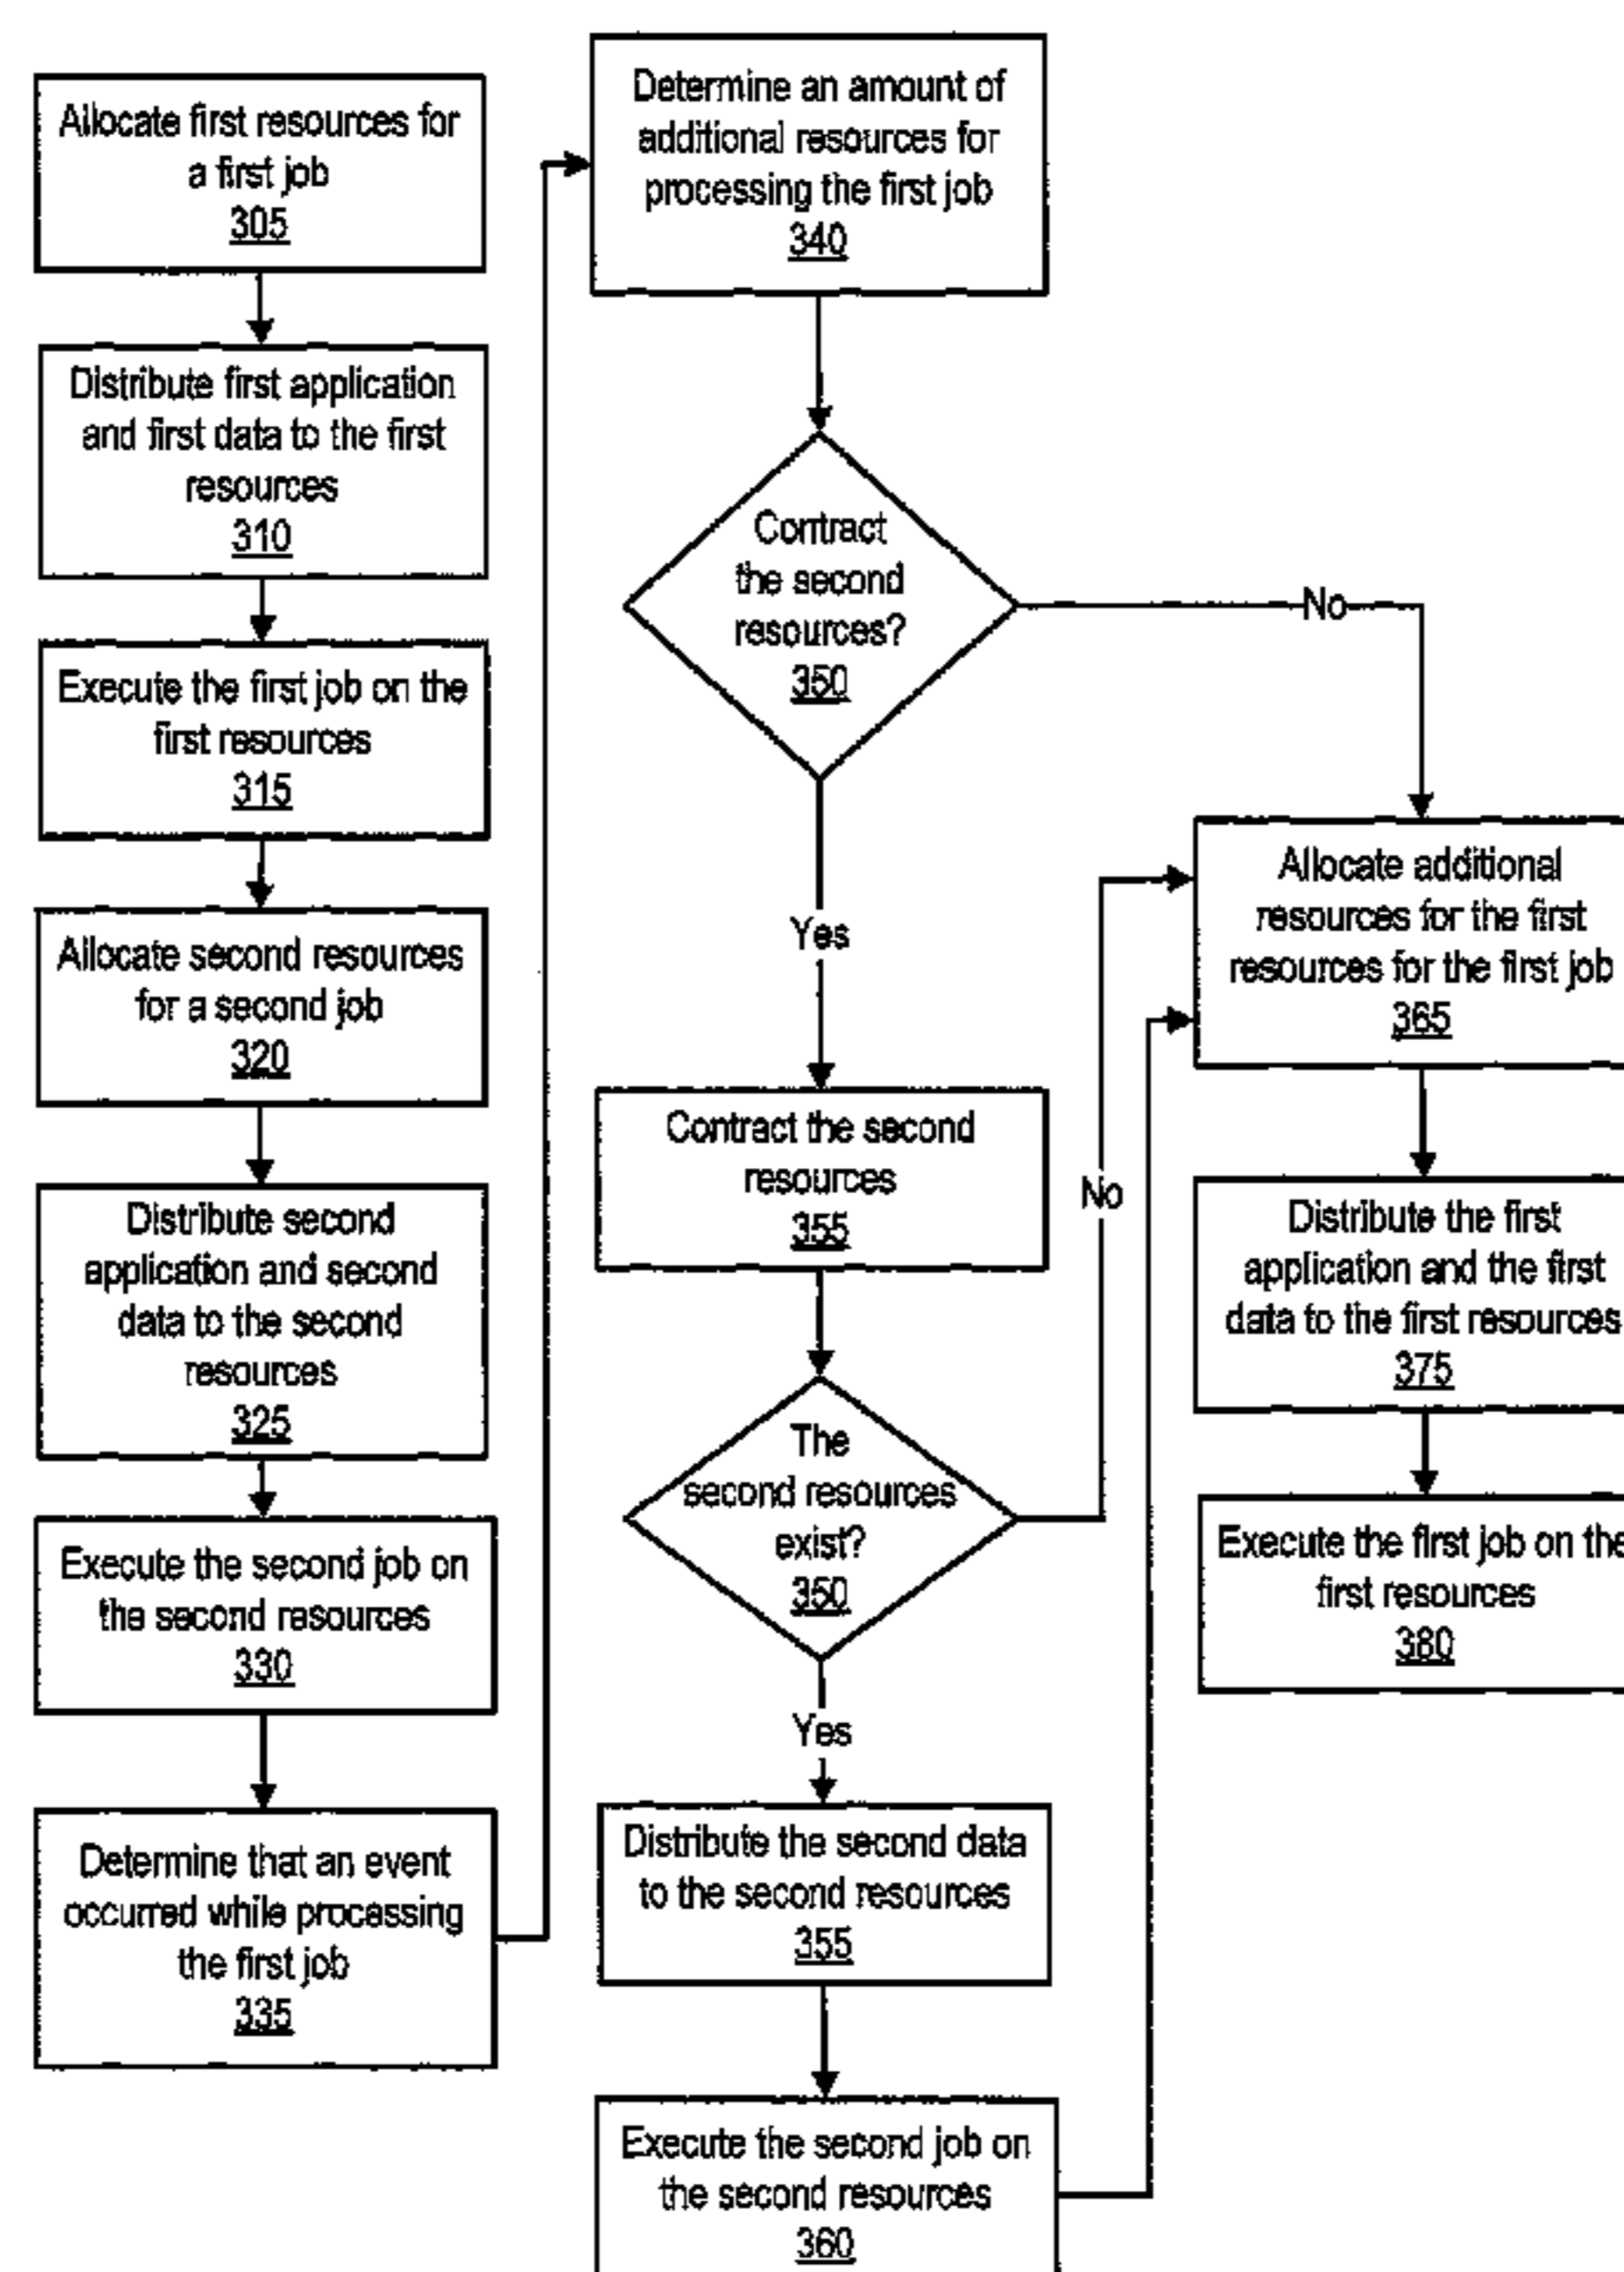 Allocate first resources for
a first job
305
Distribute first application
and first data to the first
resources
310
Execute the first job on the
first resources
315
Allocate second resources
for a second job
320
Distribute second
application and second
data to the second
resources
325
Execute the second job on
the second resources
330
Determine that an event
occurred while processing
the first job
335
Determine an amount of
additional resources for
processing the first job
340
Contract
the second
resources?
350
No
Yes
Contract the second
resources
355
The
second resources
exist?
350
No
Yes
Distribute the second data
to the second resources
355
Execute the second job on
the second resources
360
Allocate additional
resources for the first
resources for the first job
365
Distribute the first
application and the first
data to the first resources
375
Execute the first job on the
first resources
380